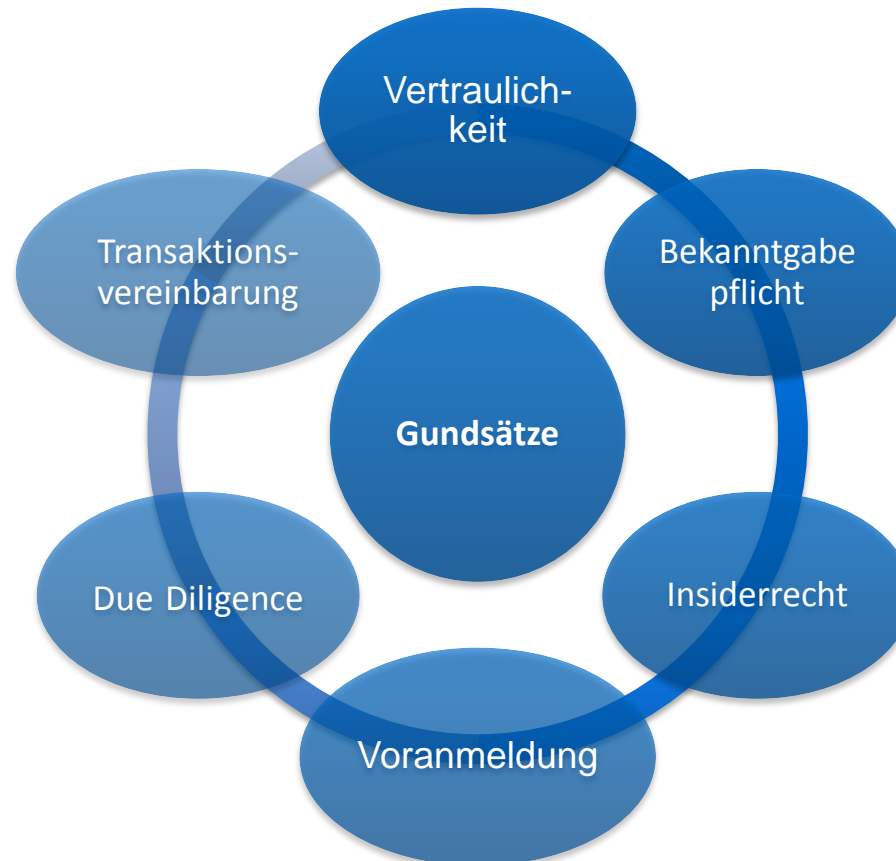 Vertraulich-
keit
Transaktions-
vereinbarung
Bekanntgabe
pflicht
Gundsätze
Due Diligence
Insiderrecht
Voranmeldung